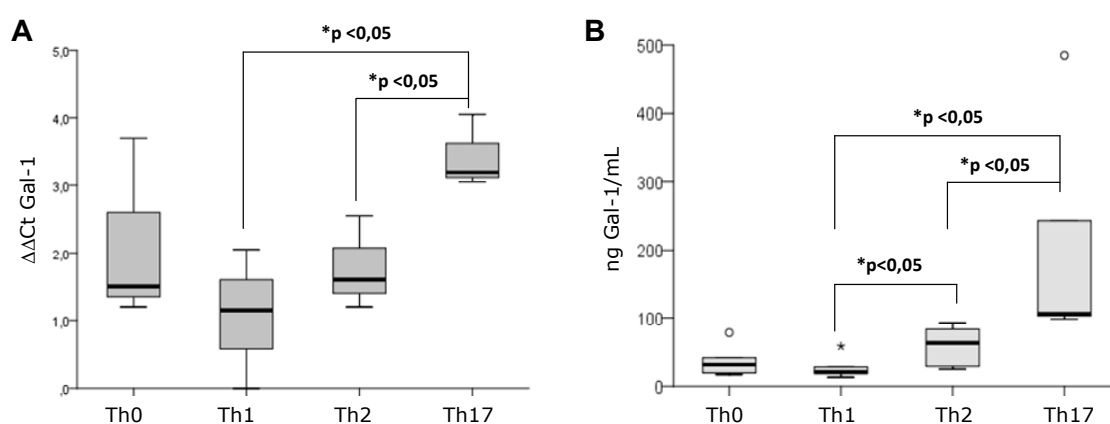 A
B
*p <0,05
*p <0,05
5,0
4,0
3,0
2,0
1,0
,0
ΔΔCt Gal-1
Th0 Th1 Th2 Th17
500
400
300
200
100
0
ng Gal-1/mL
*p <0,05
*p <0,05
*p<0,05
*
Th0 Th1 Th2 Th17